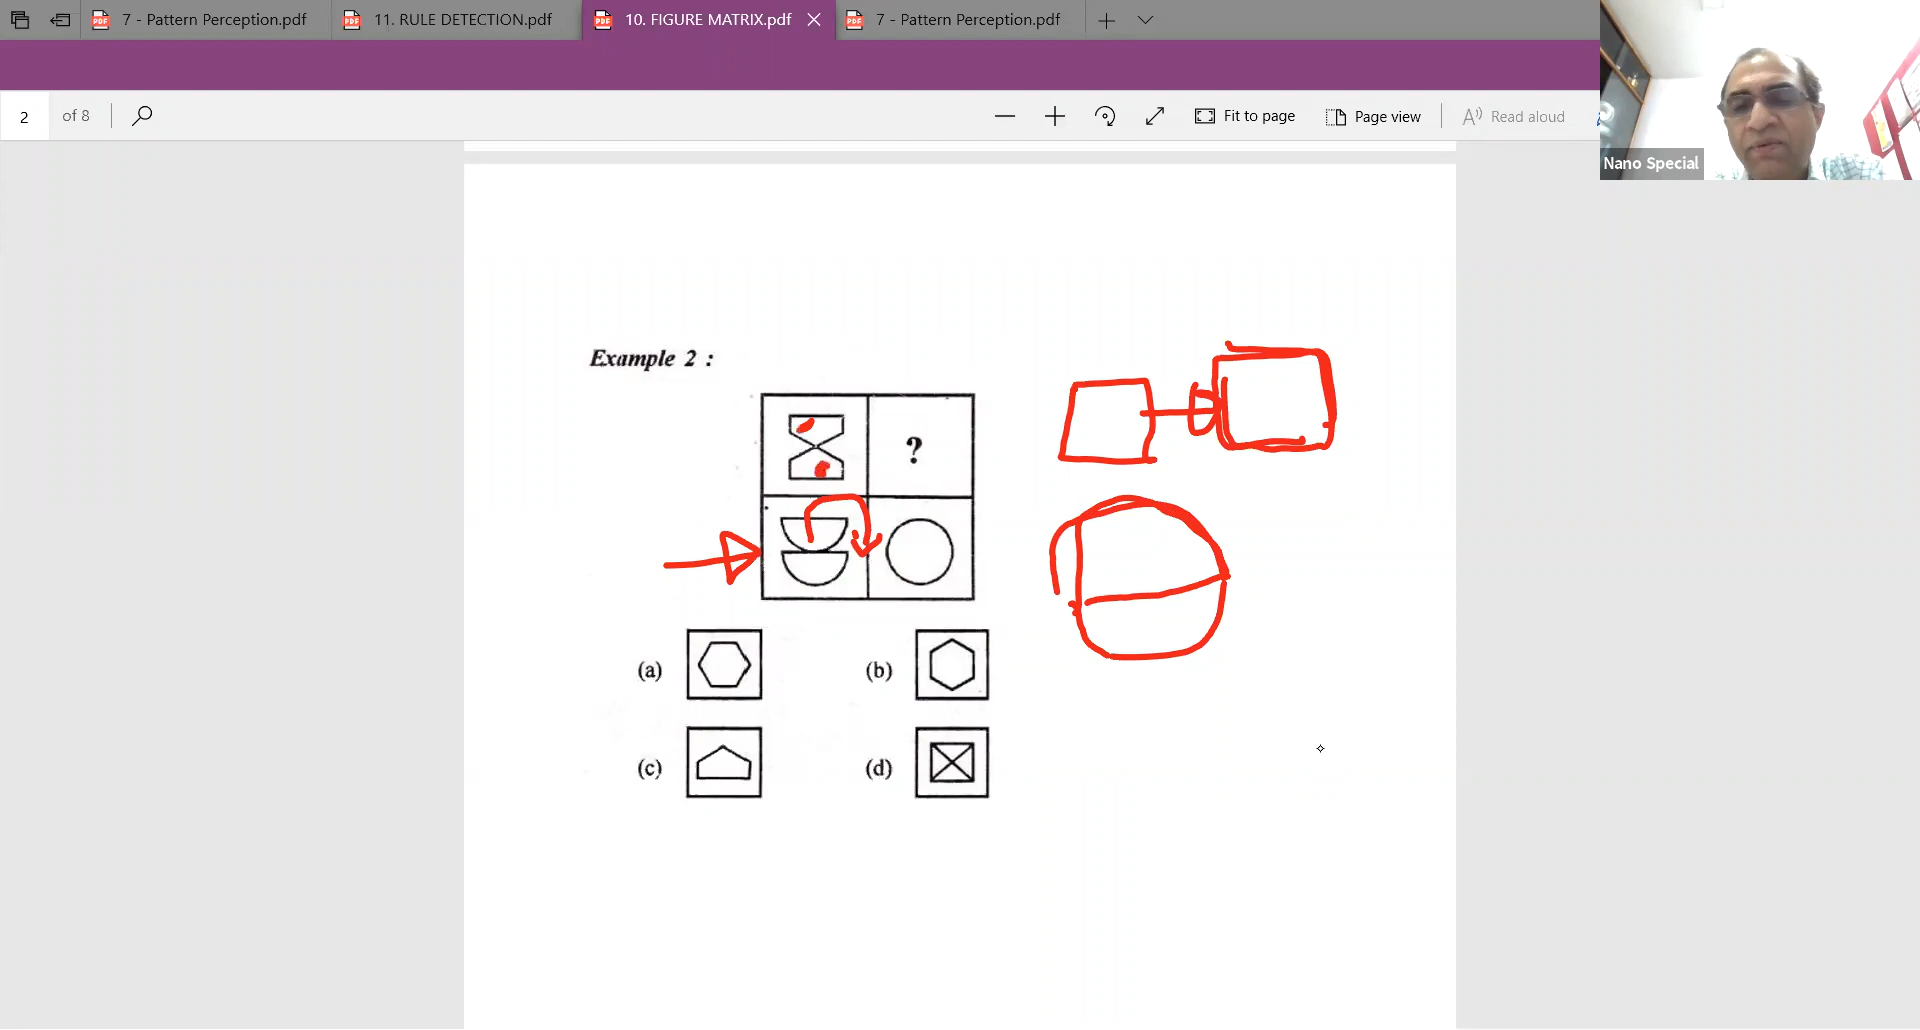 7 - Pattern Perception.pdf
11. RULE DETECTION.pdf
10. FIGURE MATRIX.pdf
7 - Pattern Perception.pdf
2 of 8
Fit to page
Page view
Read aloud
Nano Special
Example 2 :
?
(a)
(b)
(c)
(d)